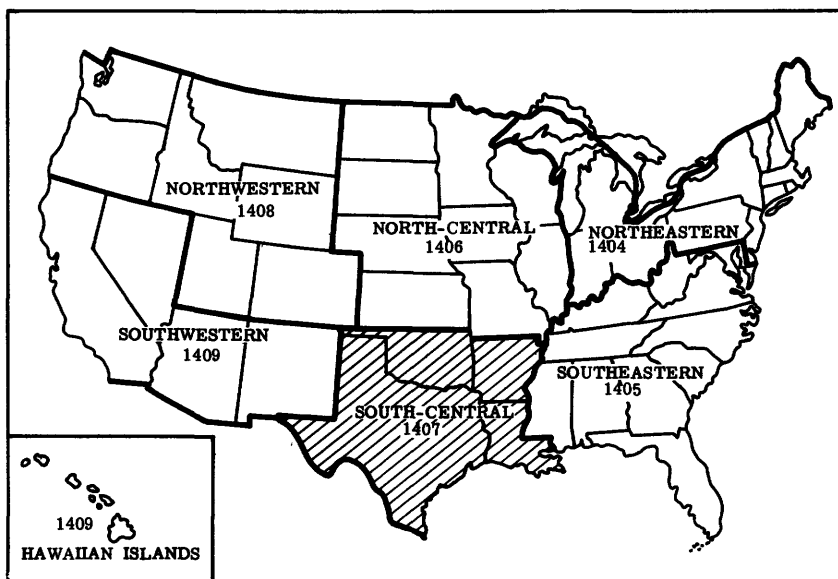 NORTHWESTERN
1408
NORTH-CENTRAL
1406
NORTHEASTERN
1404
SOUTHWESTERN
1409
SOUTH-CENTRAL
1407
SOUTHEASTERN
1405
1409
HAWAIIAN ISLANDS